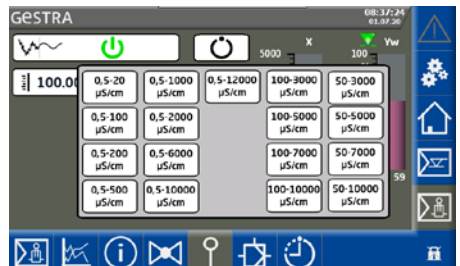 GESTRA
08:37:24
01.07.20
X
Yw
5000
100
100.00
0,5-20 µS/cm
0,5-1000 µS/cm
0,5-12000 µS/cm
100-3000 µS/cm
50-3000 µS/cm
0,5-100 µS/cm
0,5-2000 µS/cm
100-5000 µS/cm
50-5000 µS/cm
0,5-200 µS/cm
0,5-6000 µS/cm
100-7000 µS/cm
50-7000 µS/cm
59
0,5-500 µS/cm
0,5-10000 µS/cm
100-10000 µS/cm
50-10000 µS/cm